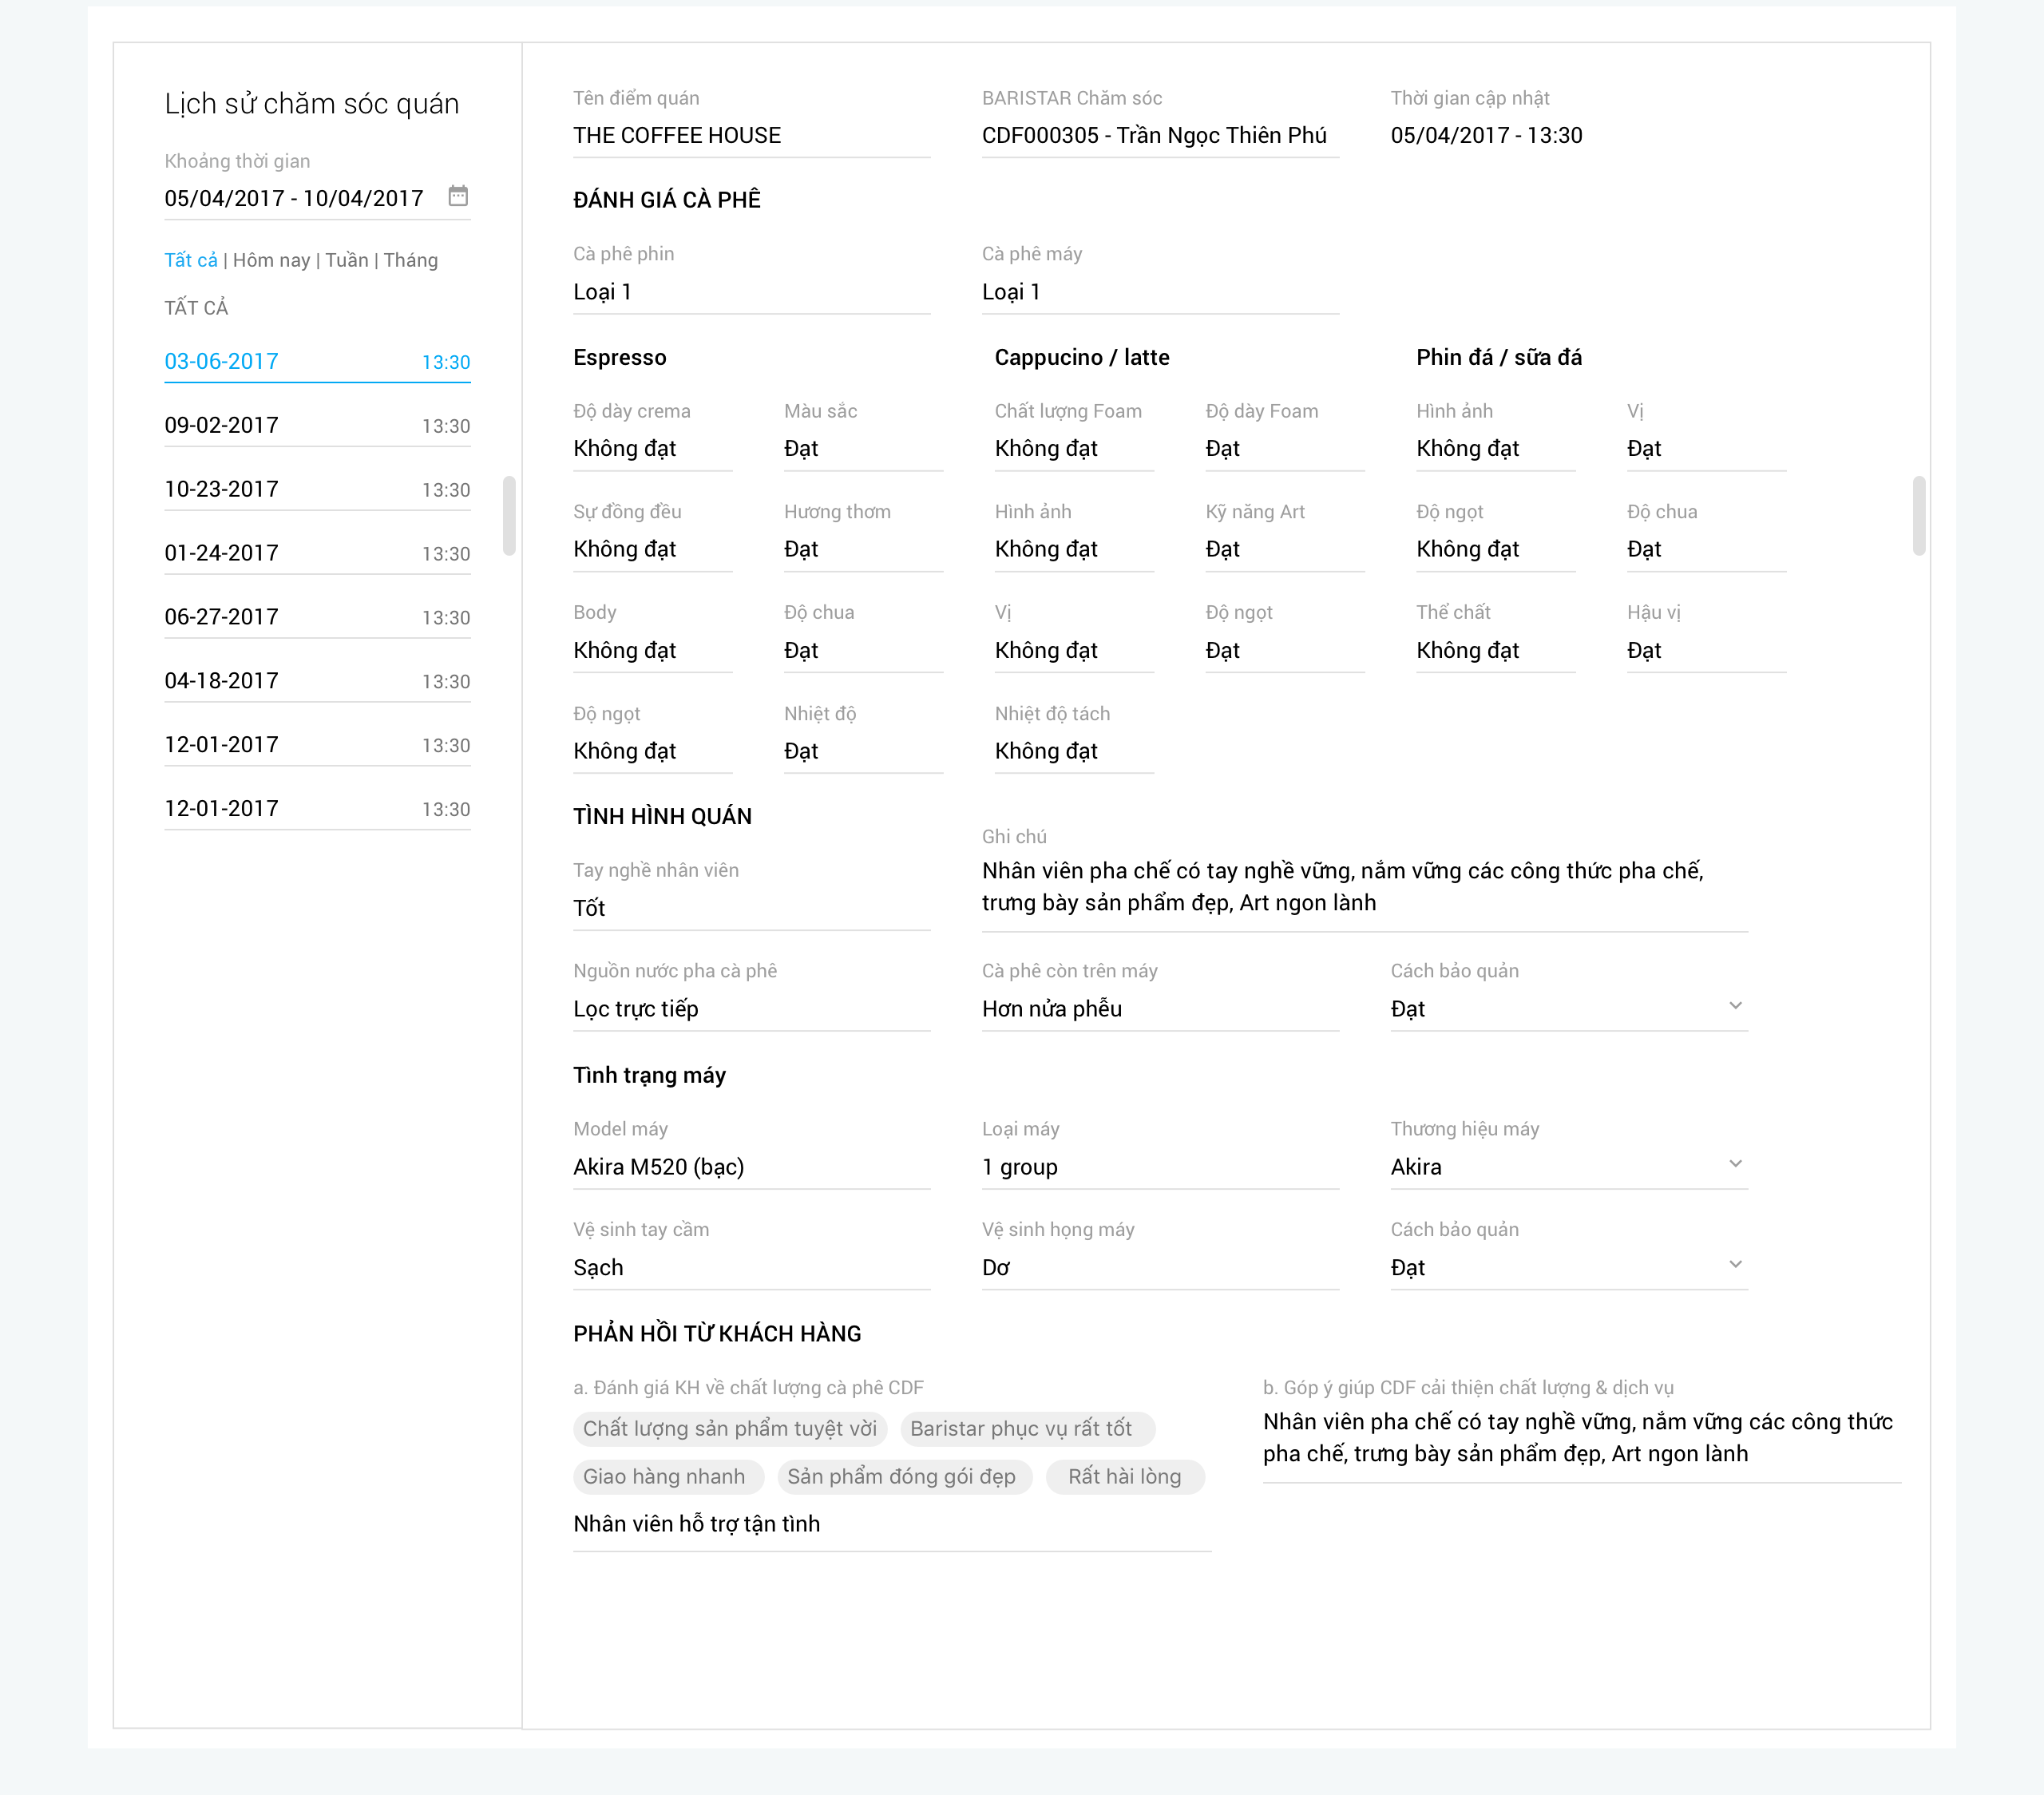 Lịch sử chăm sóc quán
Khoảng thời gian
05/04/2017 - 10/04/2017
Tất cả | Hôm nay | Tuần | Tháng
TẤT CẢ
03-06-2017 13:30
09-02-2017 13:30
10-23-2017 13:30
01-24-2017 13:30
06-27-2017 13:30
04-18-2017 13:30
12-01-2017 13:30
12-01-2017 13:30
Tên điểm quán BARISTAR Chăm sóc Thời gian cập nhật
THE COFFEE HOUSE CDF000305 - Trần Ngọc Thiên Phú 05/04/2017 - 13:30
ĐÁNH GIÁ CÀ PHÊ
Cà phê phin Cà phê máy
Loại 1 Loại 1
Espresso Cappucino / latte Phin đá / sữa đá
Độ dày crema Màu sắc Chất lượng Foam Độ dày Foam Hình ảnh Vị
Không đạt Đạt Không đạt Đạt Không đạt Đạt
Sự đồng đều Hương thơm Hình ảnh Kỹ năng Art Độ ngọt Độ chua
Không đạt Đạt Không đạt Đạt Không đạt Đạt
Body Độ chua Vị Độ ngọt Thể chất Hậu vị
Không đạt Đạt Không đạt Đạt Không đạt Đạt
Độ ngọt Nhiệt độ Nhiệt độ tách
Không đạt Đạt Không đạt
TÌNH HÌNH QUÁN
Tay nghề nhân viên
Tốt
Ghi chú
Nhân viên pha chế có tay nghề vững, nắm vững các công thức pha chế,
trưng bày sản phẩm đẹp, Art ngon lành
Nguồn nước pha cà phê Cà phê còn trên máy Cách bảo quản
Lọc trực tiếp Hơn nửa phễu Đạt
Tình trạng máy
Model máy Loại máy Thương hiệu máy
Akira M520 (bạc) 1 group Akira
Vệ sinh tay cầm Vệ sinh họng máy Cách bảo quản
Sạch Dơ Đạt
PHẢN HỒI TỪ KHÁCH HÀNG
a. Đánh giá KH về chất lượng cà phê CDF
Chất lượng sản phẩm tuyệt vời Baristar phục vụ rất tốt
Giao hàng nhanh Sản phẩm đóng gói đẹp Rất hài lòng
Nhân viên hỗ trợ tận tình
b. Góp ý giúp CDF cải thiện chất lượng & dịch vụ
Nhân viên pha chế có tay nghề vững, nắm vững các công thức
pha chế, trưng bày sản phẩm đẹp, Art ngon lành